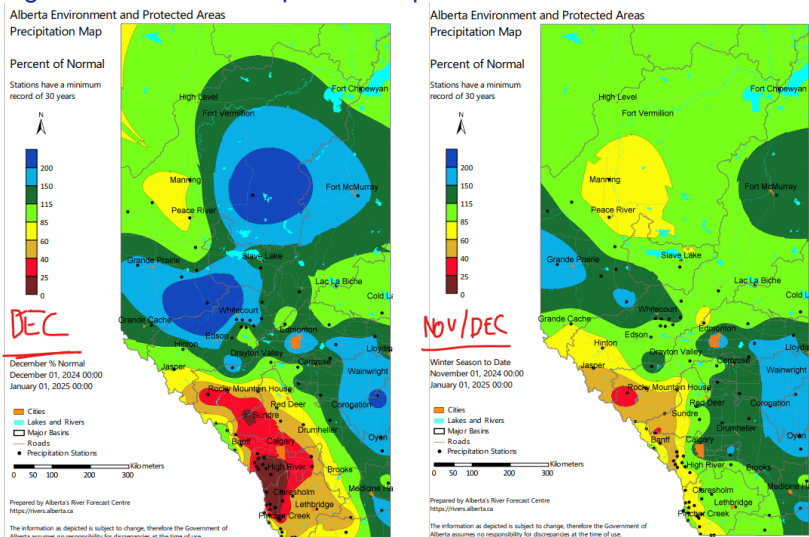 Alberta Environment and Protected Areas
Precipitation Map
Percent of Normal
Stations have a minimum
record of 30 years
N
200
150
115
85
60
40
25
0
DEC
December % Normal
December 01, 2024 00:00
January 01, 2025 00:00
Cities
Lakes and Rivers
Major Basins
Roads
Precipitation Stations
Kilometers
0 50 100 200 300
Prepared by Alberta's River Forecast Centre
https://rivers.alberta.ca
The information as depicted is subject to change, therefore the Government of
Alberta assumes no responsibility for discrepancies at the time of use.
High Level
Fort Chipewyan
Fort Vermilion
Manning
Fort McMurray
Peace River
Slave Lake
Grande Prairie
Lac La Biche
Cold L
Whitecourt
Grande Cache
Edson
Edmonton
Hinton
Lloyd
Drayton Valley
Camrose
Jasper
Wainwright
Rocky Mountain House
Red Deer
Coronation
Sundre
Drumheller
Banff
Calgary
Oyen
High River
Brooks
Claresholm
Medicine Ha
Lethbridge
Pincher Creek
Alberta Environment and Protected Areas
Precipitation Map
Percent of Normal
Stations have a minimum
record of 30 years
N
200
150
115
85
60
40
25
0
NOV/DEC
Winter Season to Date
November 01, 2024 00:00
January 01, 2025 00:00
Cities
Lakes and Rivers
Major Basins
Roads
Precipitation Stations
Kilometers
0 50 100 200 300
Prepared by Alberta's River Forecast Centre
https://rivers.alberta.ca
The information as depicted is subject to change, therefore the Government of
Alberta assumes no responsibility for discrepancies at the time of use.
High Level
Fort Chipewyan
Fort Vermilion
Manning
Fort McMurray
Peace River
Slave Lake
Grande Prairie
Lac La Biche
Cold L
Whitecourt
Grande Cache
Edson
Edmonton
Hinton
Lloyd
Drayton Valley
Camrose
Jasper
Wainwright
Rocky Mountain House
Red Deer
Coronation
Sundre
Drumheller
Banff
Calgary
Oyen
High River
Brooks
Claresholm
Medicine Ha
Lethbridge
Pincher Creek